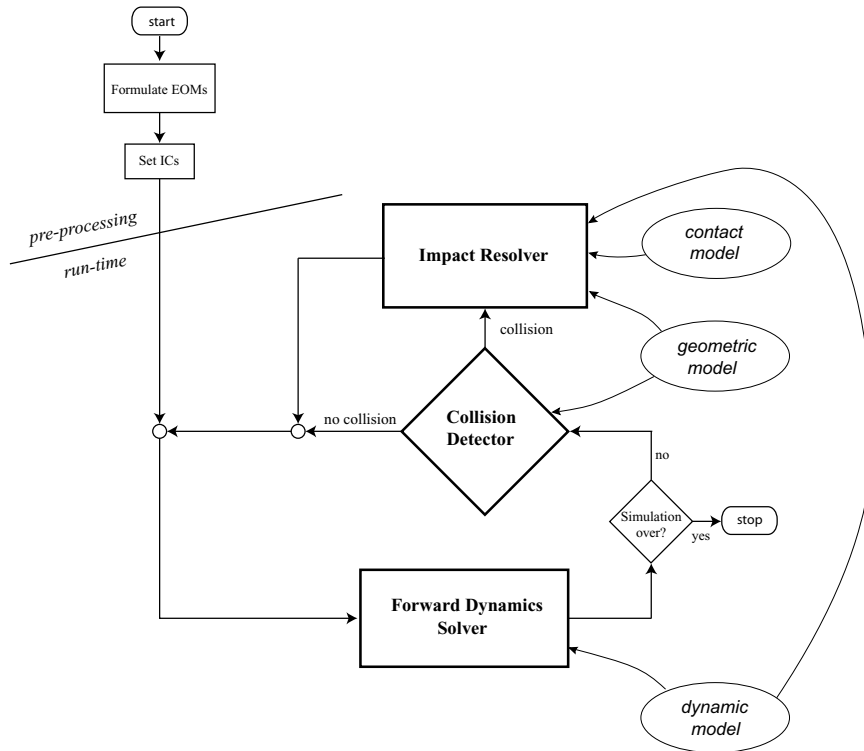 start
Formulate EOMs
Set ICs
pre-processing
run-time
Impact Resolver
contact
model
collision
geometric
model
no collision
Collision
Detector
no
Simulation
over?
yes
stop
Forward Dynamics
Solver
dynamic
model